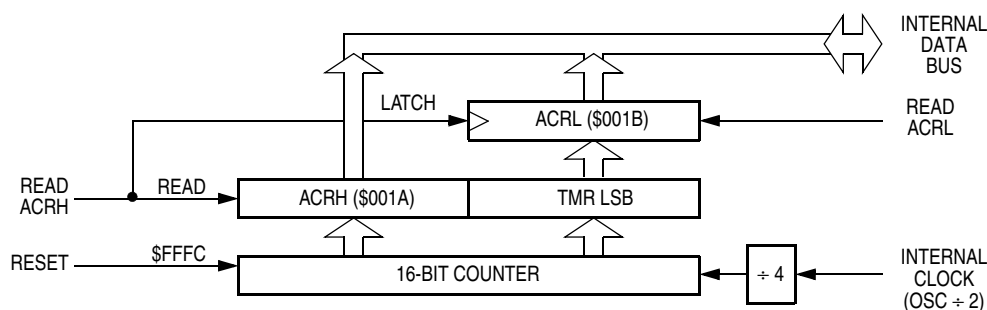 INTERNAL
DATA
BUS
LATCH
ACRL ($001B)
READ
ACRL
READ
ACRH
READ
ACRH ($001A)
TMR LSB
RESET
$FFFC
16-BIT COUNTER
÷ 4
INTERNAL
CLOCK
(OSC ÷ 2)